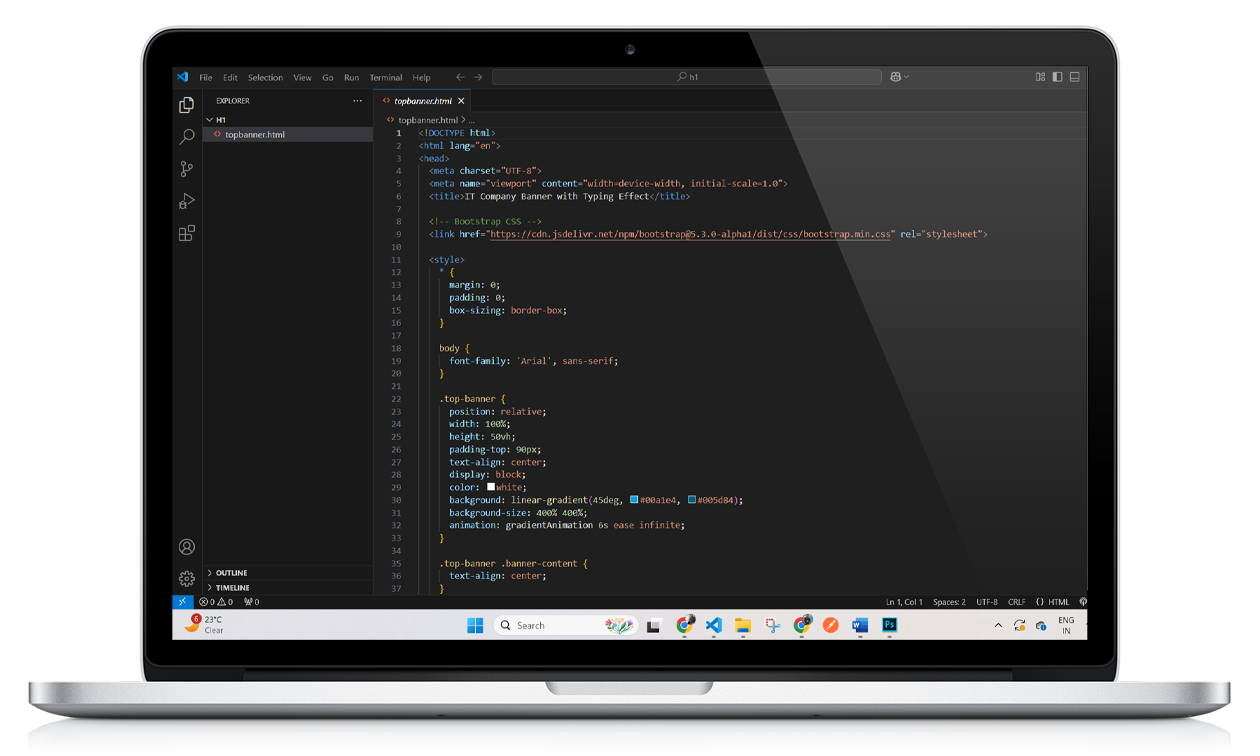 File Edit Selection View Go Run Terminal Help
h1
EXPLORER
H1
topbanner.html
OUTLINE
TIMELINE
topbanner.html
topbanner.html > ...
1 <!DOCTYPE html>
2 <html lang="en">
3 <head>
4 <meta charset="UTF-8">
5 <meta name="viewport" content="width=device-width, initial-scale=1.0">
6 <title>IT Company Banner with Typing Effect</title>
7
8 <!-- Bootstrap CSS -->
9 <link href="https://cdn.jsdelivr.net/npm/bootstrap@5.3.0-alpha1/dist/css/bootstrap.min.css" rel="stylesheet">
10
11 <style>
12 * {
13 margin: 0;
14 padding: 0;
15 box-sizing: border-box;
16 }
17
18 body {
19 font-family: 'Arial', sans-serif;
20 }
21
22 .top-banner {
23 position: relative;
24 width: 100%;
25 height: 50vh;
26 padding-top: 90px;
27 text-align: center;
28 display: block;
29 color: white;
30 background: linear-gradient(45deg, #00a1e4, #005d84);
31 background-size: 400% 400%;
32 animation: gradientAnimation 6s ease infinite;
33 }
34
35 .top-banner .banner-content {
36 text-align: center;
37 }
0 0 0
Ln 1, Col 1 Spaces: 2 UTF-8 CRLF {} HTML
6
23°C
Clear
Search
W
Ps
ENG
IN